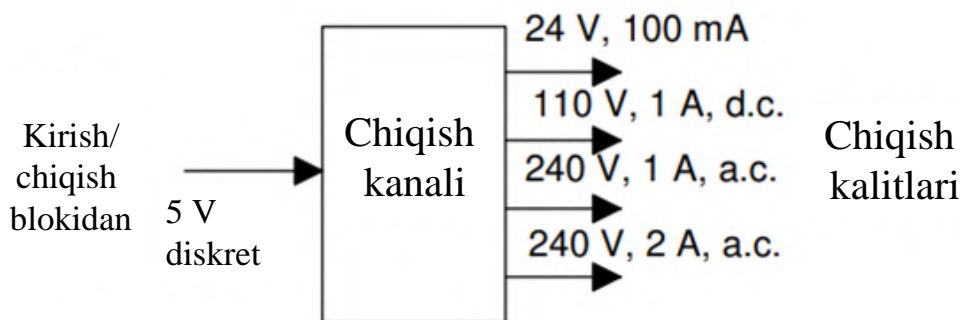 Kirish/
chiqish
blokidan
5 V
diskret
Chiqish
kanali
24 V, 100 mA
110 V, 1 A, d.c.
240 V, 1 A, a.c.
240 V, 2 A, a.c.
Chiqish
kalitlari